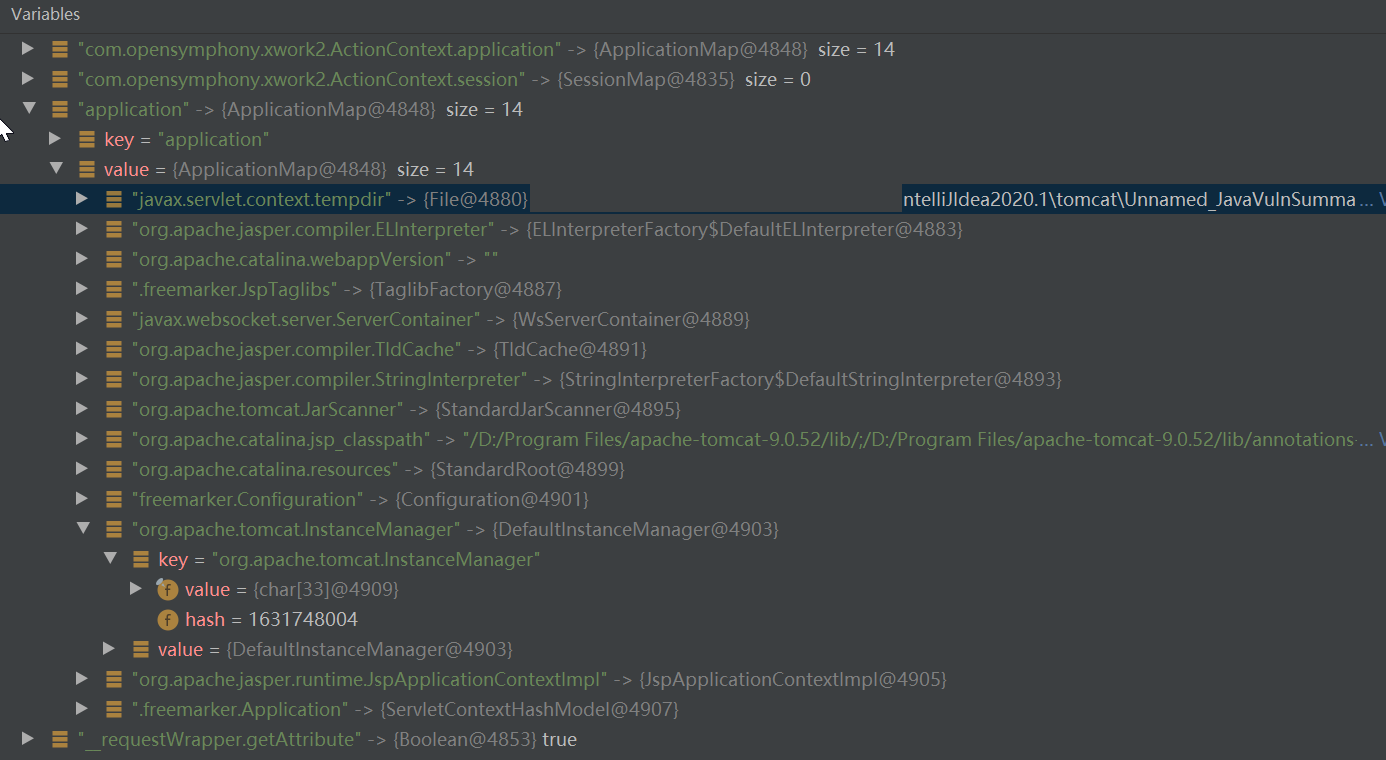 Variables
"com.opensymphony.xwork2.ActionContext.application" -> {ApplicationMap@4848} size = 14
"com.opensymphony.xwork2.ActionContext.session" -> {SessionMap@4835} size = 0
"application" -> {ApplicationMap@4848} size = 14
key = "application"
value = {ApplicationMap@4848} size = 14
"javax.servlet.context.tempdir" -> {File@4880} ntelliJIdea2020.1\tomcat\Unnamed_JavaVulnSumma ... V
"org.apache.jasper.compiler.ELInterpreter" -> {ELInterpreterFactory$DefaultELInterpreter@4883}
"org.apache.catalina.webappVersion" -> ""
".freemarker.JspTaglibs" -> {TaglibFactory@4887}
"javax.websocket.server.ServerContainer" -> {WsServerContainer@4889}
"org.apache.jasper.compiler.TldCache" -> {TldCache@4891}
"org.apache.jasper.compiler.StringInterpreter" -> {StringInterpreterFactory$DefaultStringInterpreter@4893}
"org.apache.tomcat.JarScanner" -> {StandardJarScanner@4895}
"org.apache.catalina.jsp_classpath" -> "/D:/Program Files/apache-tomcat-9.0.52/lib/;/D:/Program Files/apache-tomcat-9.0.52/lib/annotations- ... V
"org.apache.catalina.resources" -> {StandardRoot@4899}
"freemarker.Configuration" -> {Configuration@4901}
"org.apache.tomcat.InstanceManager" -> {DefaultInstanceManager@4903}
key = "org.apache.tomcat.InstanceManager"
f value = {char[33]@4909}
f hash = 1631748004
value = {DefaultInstanceManager@4903}
"org.apache.jasper.runtime.JspApplicationContextImpl" -> {JspApplicationContextImpl@4905}
".freemarker.Application" -> {ServletContextHashModel@4907}
"__requestWrapper.getAttribute" -> {Boolean@4853} true